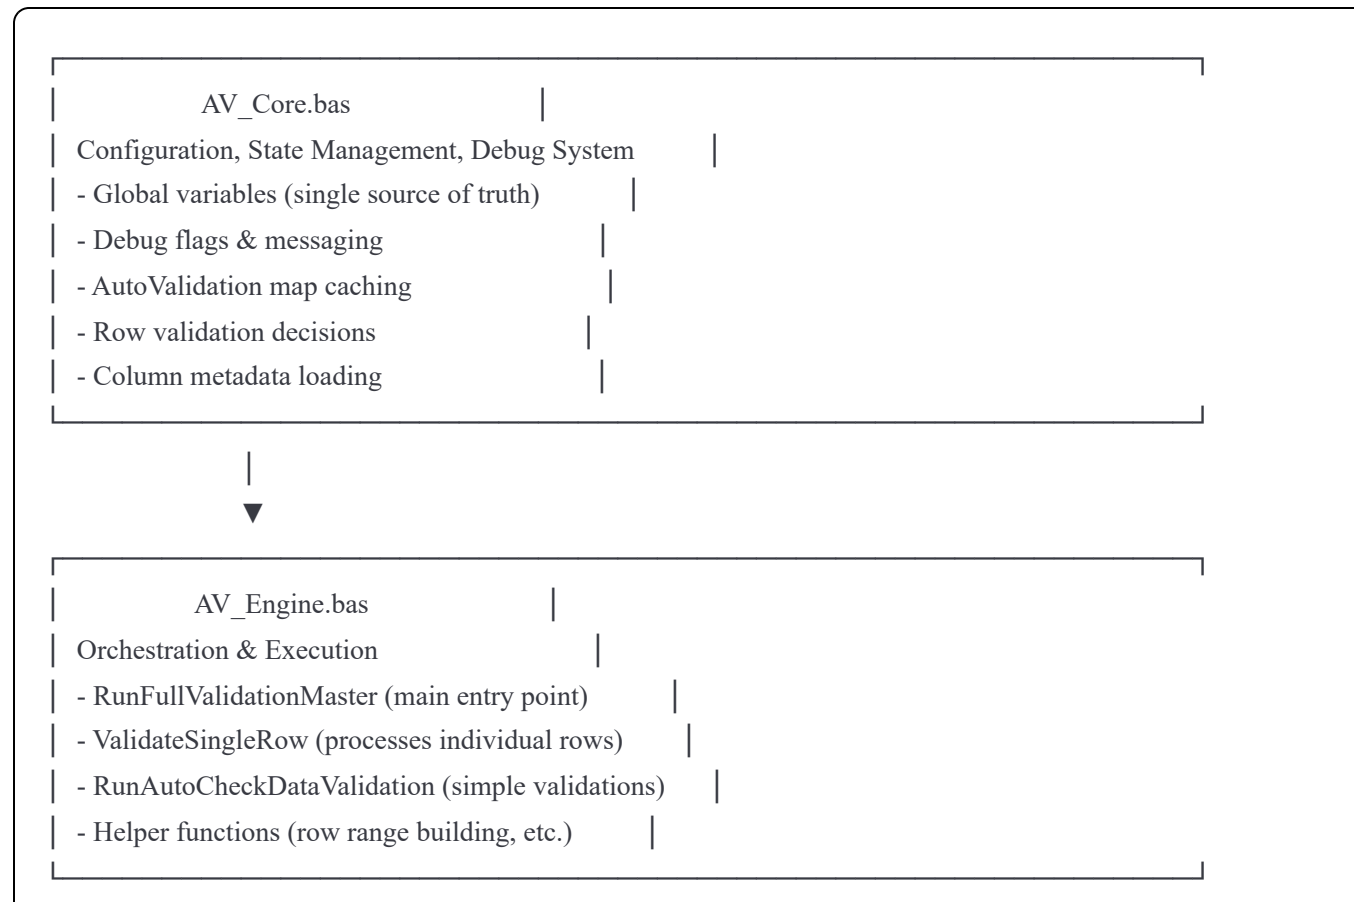 AV_Core.bas
Configuration, State Management, Debug System
- Global variables (single source of truth)
- Debug flags & messaging
- AutoValidation map caching
- Row validation decisions
- Column metadata loading
▼
AV_Engine.bas
Orchestration & Execution
- RunFullValidationMaster (main entry point)
- ValidateSingleRow (processes individual rows)
- RunAutoCheckDataValidation (simple validations)
- Helper functions (row range building, etc.)